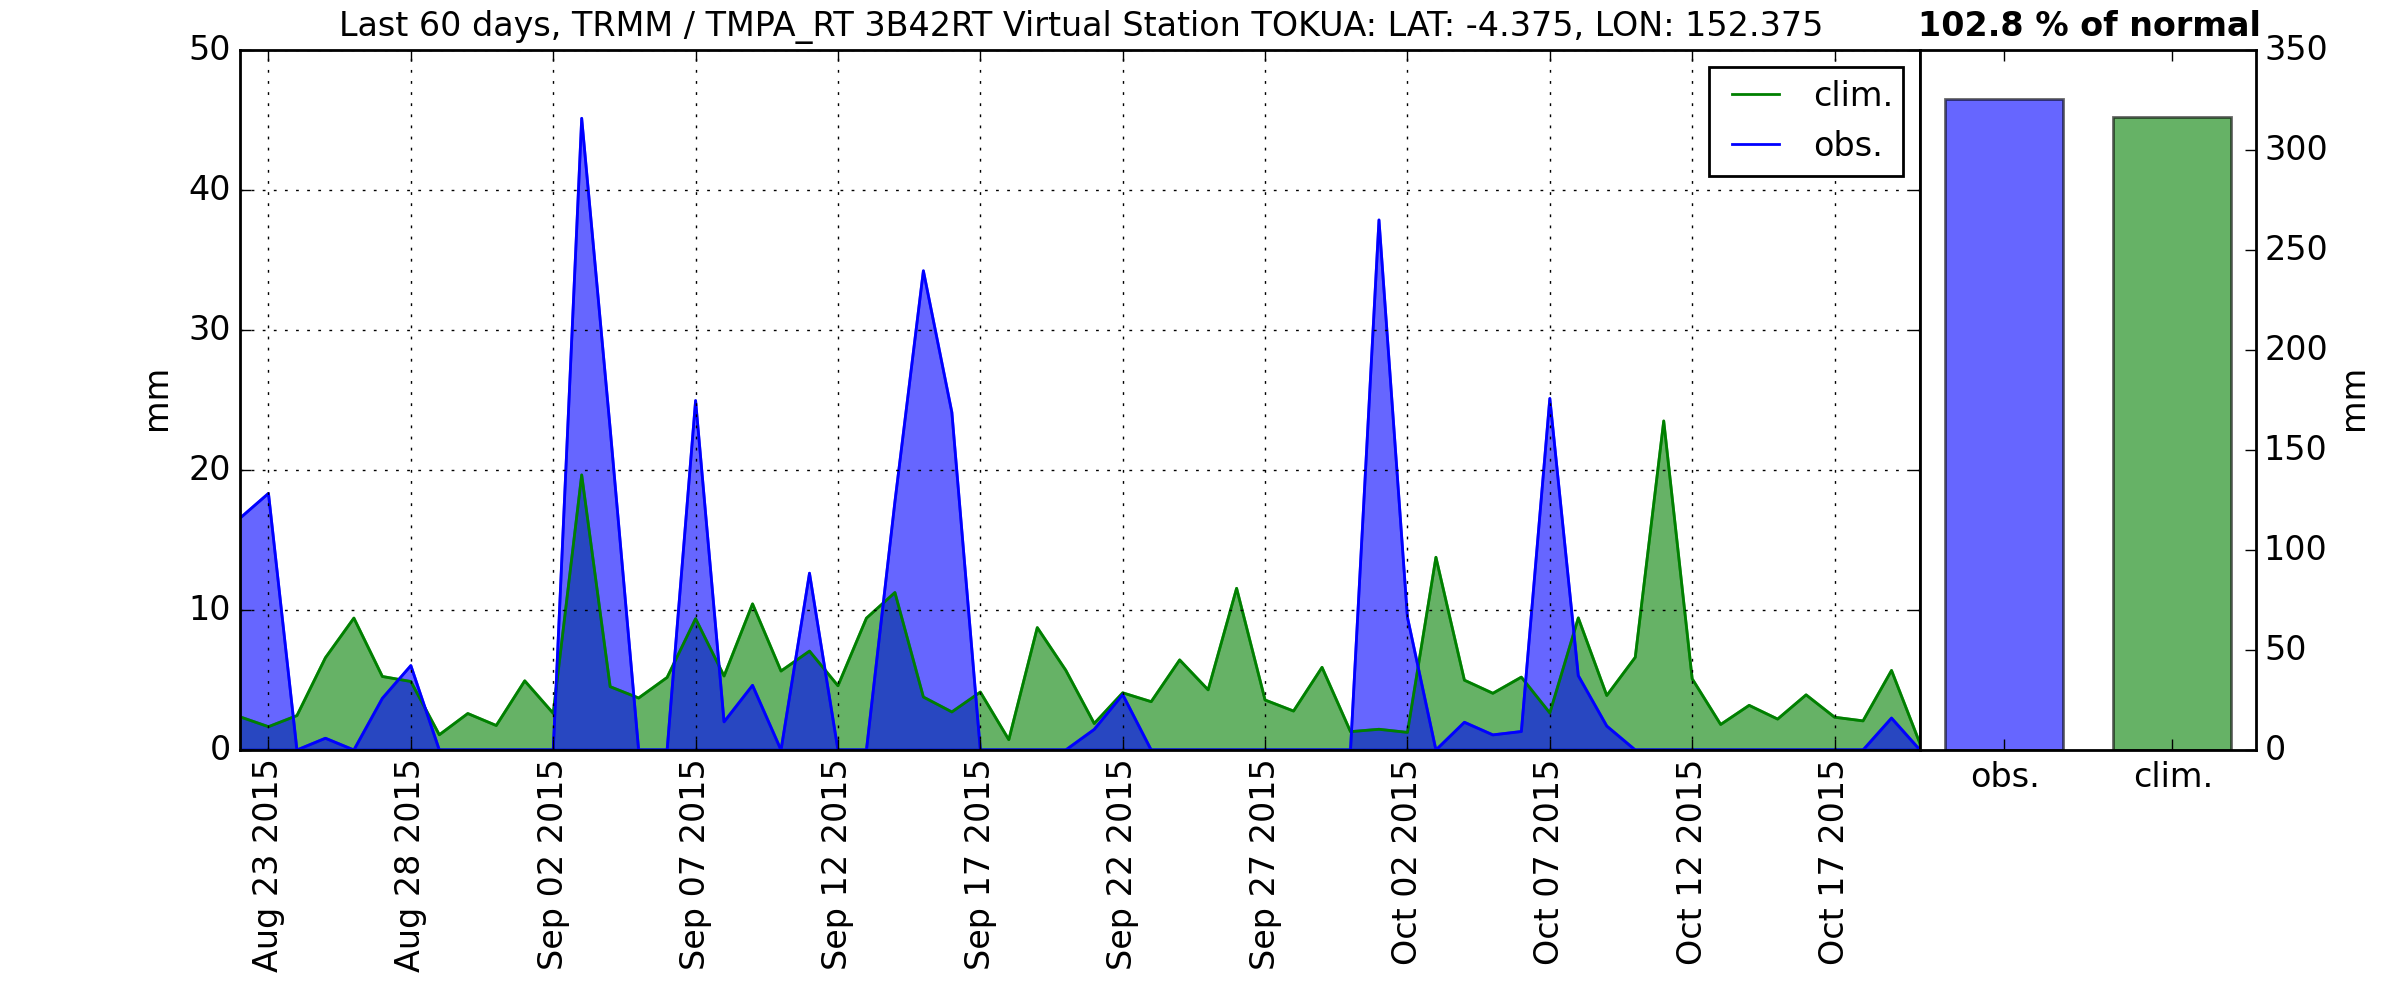 Last 60 days, TRMM / TMPA_RT 3B42RT Virtual Station TOKUA: LAT: -4.375, LON: 152.375
102.8 % of normal
50
40
30
20
10
0
mm
clim.
obs.
350
300
250
200
150
100
50
0
mm
obs.
clim.
Aug 23 2015
Aug 28 2015
Sep 02 2015
Sep 07 2015
Sep 12 2015
Sep 17 2015
Sep 22 2015
Sep 27 2015
Oct 02 2015
Oct 07 2015
Oct 12 2015
Oct 17 2015